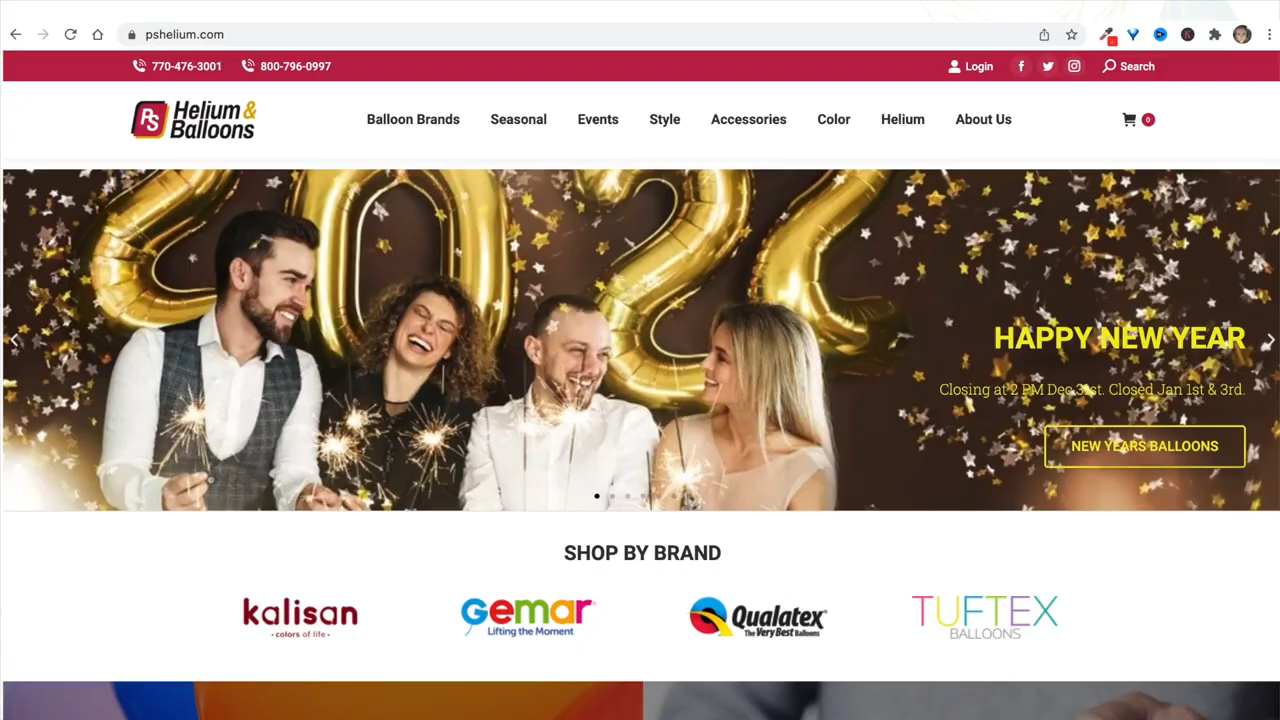 pshelium.com
770-476-3001 800-796-0997 Login Search
PS Helium & Balloons
Balloon Brands Seasonal Events Style Accessories Color Helium About Us 0
2022
HAPPY NEW YEAR
Closing at 2 PM Dec 31st. Closed Jan 1st & 3rd.
NEW YEARS BALLOONS
SHOP BY BRAND
kalisan
• colors of life •
Gemar
Lifting the Moment
Qualatex
The Very Best Balloons
TUFTEX
BALLOONS